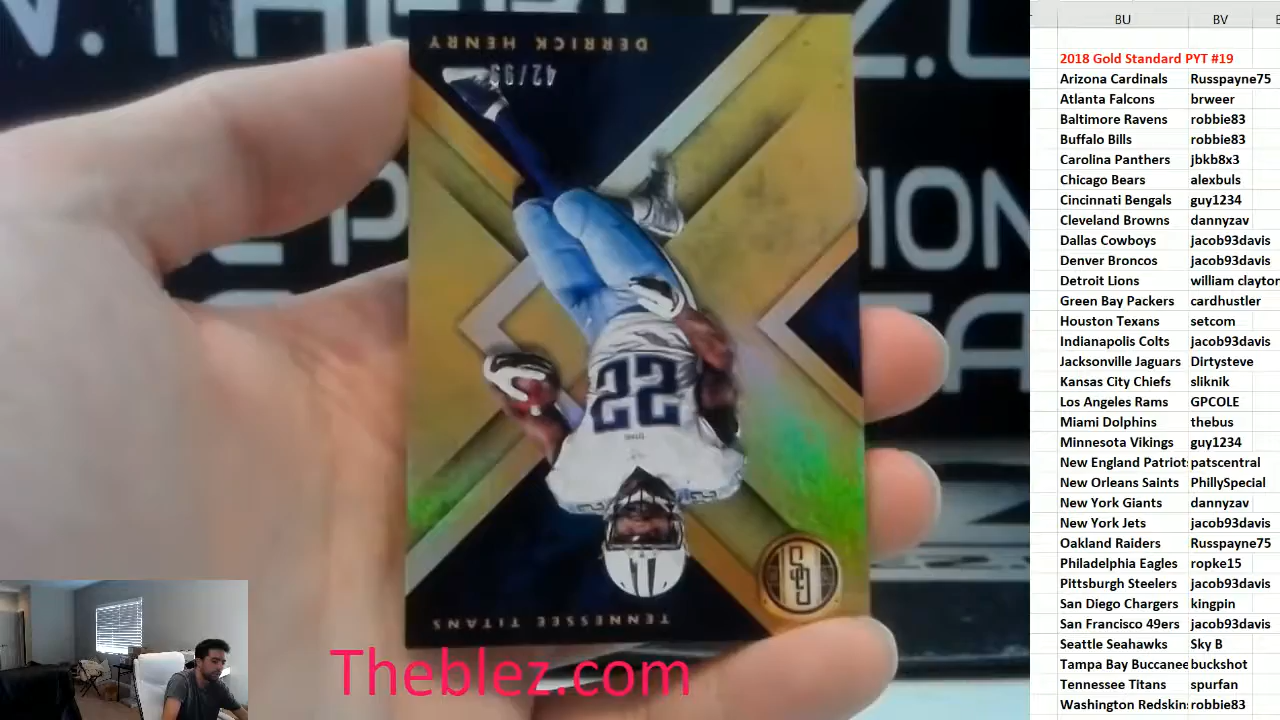 DERRICK HENRY
42/99
22
TENNESSEE TITANS
Theblez.com
BU BV
2018 Gold Standard PYT #19
Arizona Cardinals Russpayne75
Atlanta Falcons brweer
Baltimore Ravens robbie83
Buffalo Bills robbie83
Carolina Panthers jbkb8x3
Chicago Bears alexbuls
Cincinnati Bengals guy1234
Cleveland Browns dannyzav
Dallas Cowboys jacob93davis
Denver Broncos jacob93davis
Detroit Lions william clayton
Green Bay Packers cardhustler
Houston Texans setcom
Indianapolis Colts jacob93davis
Jacksonville Jaguars Dirtysteve
Kansas City Chiefs sliknik
Los Angeles Rams GPCOLE
Miami Dolphins thebus
Minnesota Vikings guy1234
New England Patriot patscentral
New Orleans Saints PhillySpecial
New York Giants dannyzav
New York Jets jacob93davis
Oakland Raiders Russpayne75
Philadelphia Eagles ropke15
PIttsburgh Steelers jacob93davis
San Diego Chargers kingpin
San Francisco 49ers jacob93davis
Seattle Seahawks Sky B
Tampa Bay Buccanee buckshot
Tennessee Titans spurfan
Washington Redskin robbie83